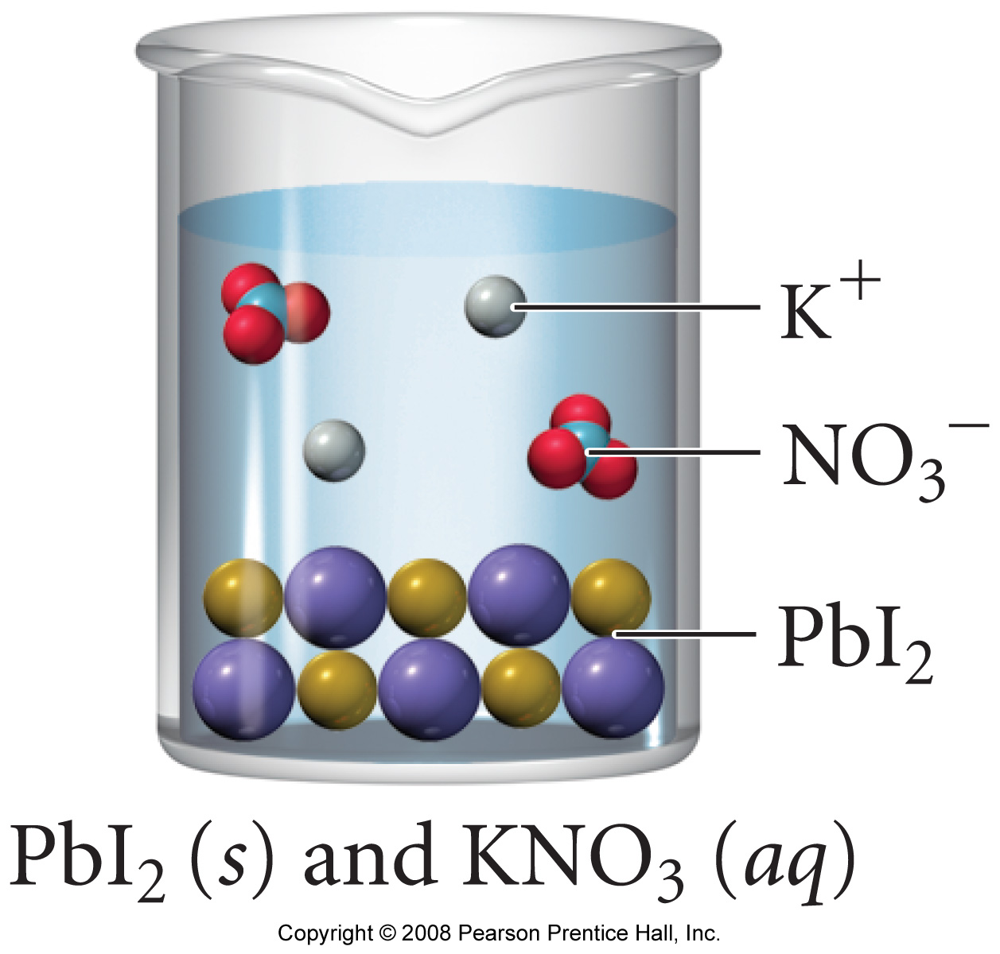 K⁺
NO₃⁻
PbI₂
PbI₂ (s) and KNO₃ (aq)
Copyright © 2008 Pearson Prentice Hall, Inc.